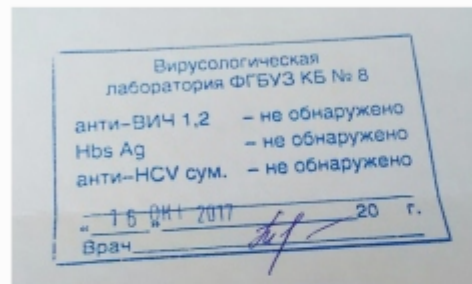 Вирусологическая
лаборатория ФГБУЗ КБ № 8
анти-ВИЧ 1,2 - не обнаружено
Hbs Ag - не обнаружено
анти-HCV сум. - не обнаружено
" 16 ОКТ 2017 " 20 г.
Врач